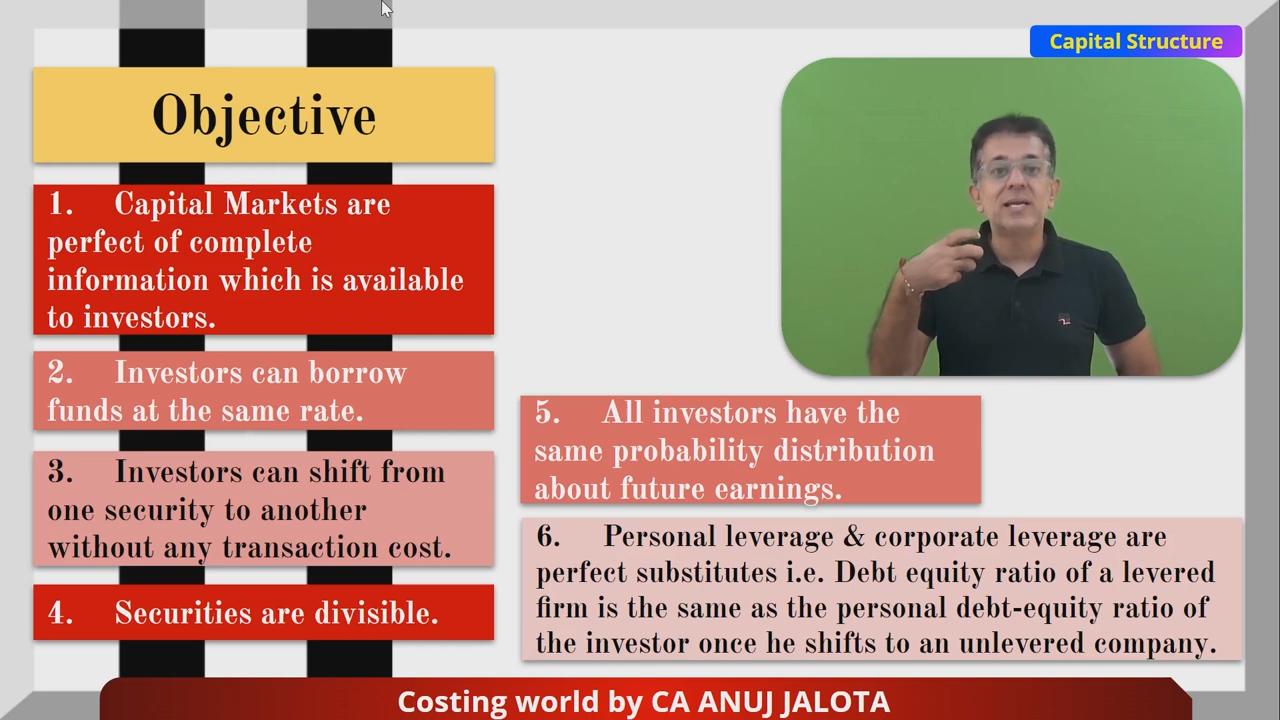 Capital Structure
Objective
1. Capital Markets are
perfect of complete
information which is available
to investors.
2. Investors can borrow
funds at the same rate.
3. Investors can shift from
one security to another
without any transaction cost.
4. Securities are divisible.
5. All investors have the
same probability distribution
about future earnings.
6. Personal leverage & corporate leverage are
perfect substitutes i.e. Debt equity ratio of a levered
firm is the same as the personal debt-equity ratio of
the investor once he shifts to an unlevered company.
Costing world by CA ANUJ JALOTA